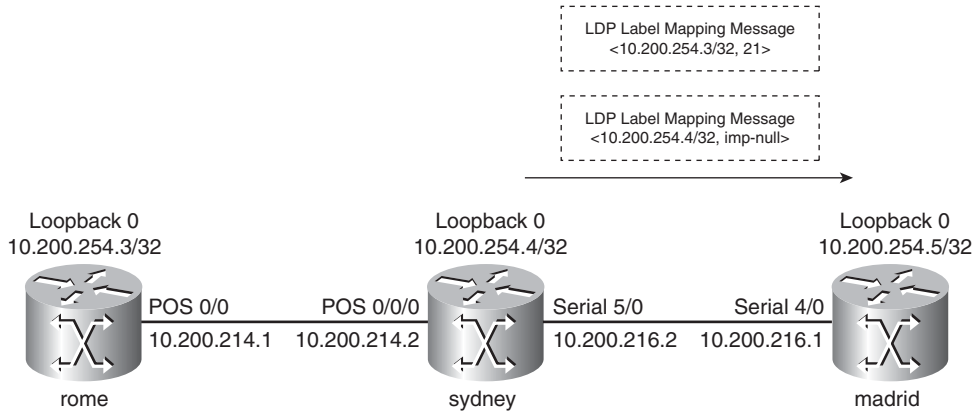 LDP Label Mapping Message
<10.200.254.3/32, 21>
LDP Label Mapping Message
<10.200.254.4/32, imp-null>
Loopback 0
10.200.254.3/32
Loopback 0
10.200.254.4/32
Loopback 0
10.200.254.5/32
POS 0/0
POS 0/0/0
Serial 5/0
Serial 4/0
10.200.214.1
10.200.214.2
10.200.216.2
10.200.216.1
rome
sydney
madrid